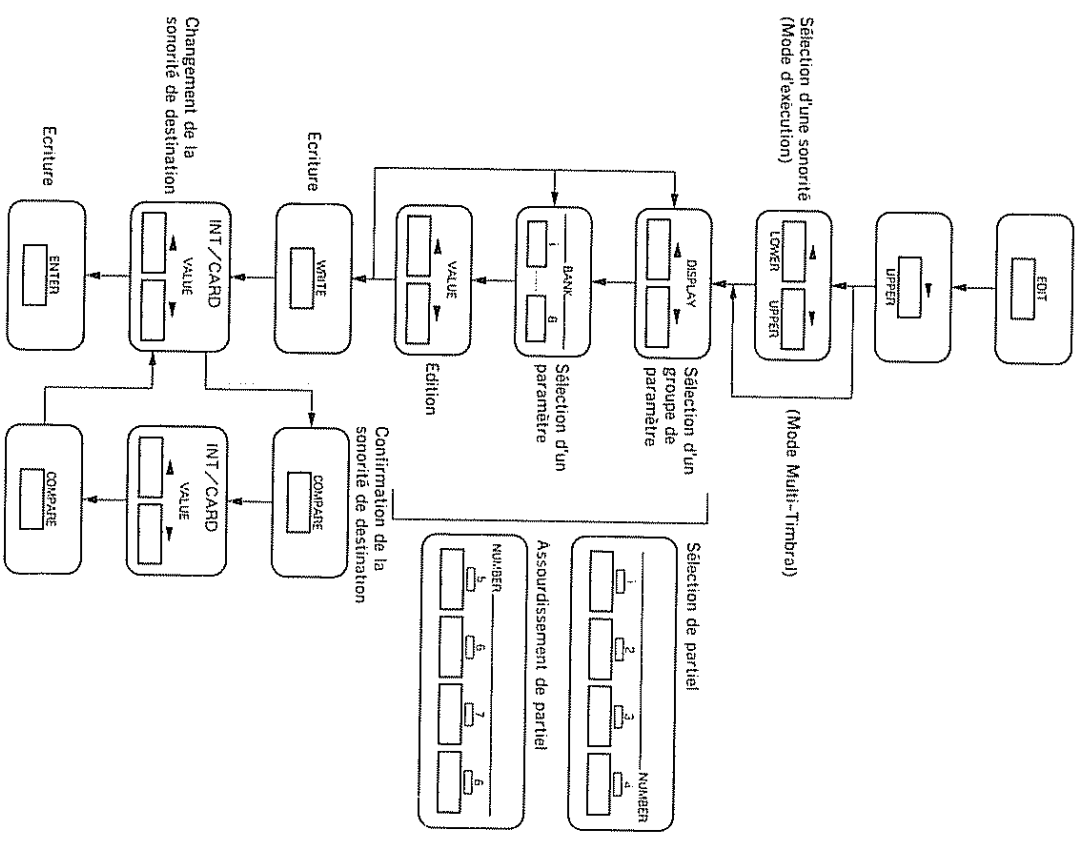 EDIT
UPPER
Sélection d'une sonorité
(Mode d'exécution)
LOWER UPPER
(Mode Multi-Timbral)
DISPLAY
Sélection d'un
groupe de
paramètre
BANK
1 ...... 8
Sélection d'un
paramètre
VALUE
Edition
Sélection de partiel
NUMBER
1 2 3 4
Assourdissement de partiel
NUMBER
5 6 7 8
Ecriture
WRITE
Changement de la
sonorité de destination
INT/CARD
VALUE
Ecriture
ENTER
Confirmation de la
sonorité de destination
COMPARE
INT/CARD
VALUE
COMPARE